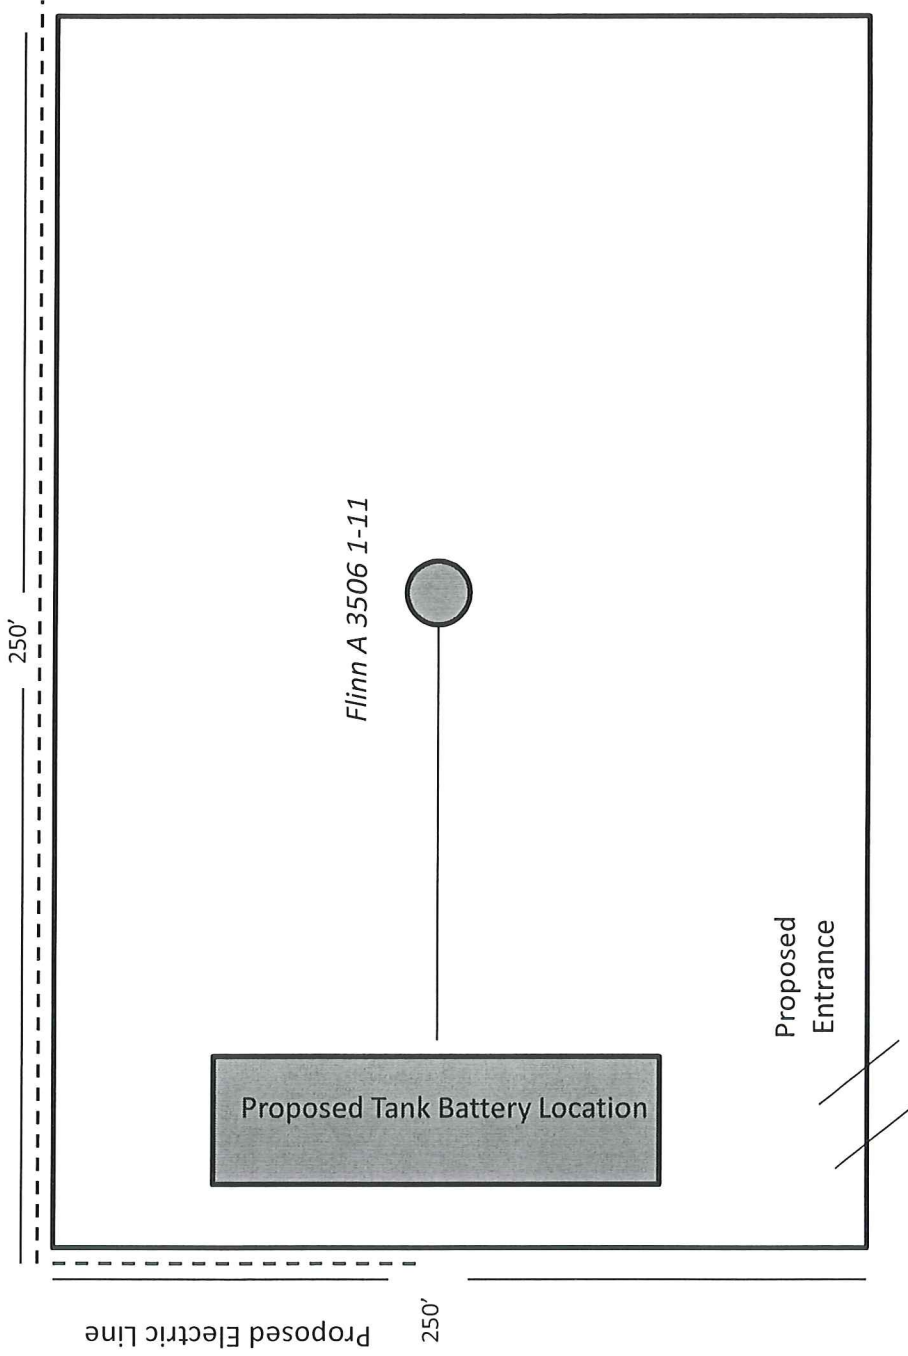 250'
Flinn A 3506 1-11
Proposed
Entrance
Proposed Tank Battery Location
250'
Proposed Electric Line